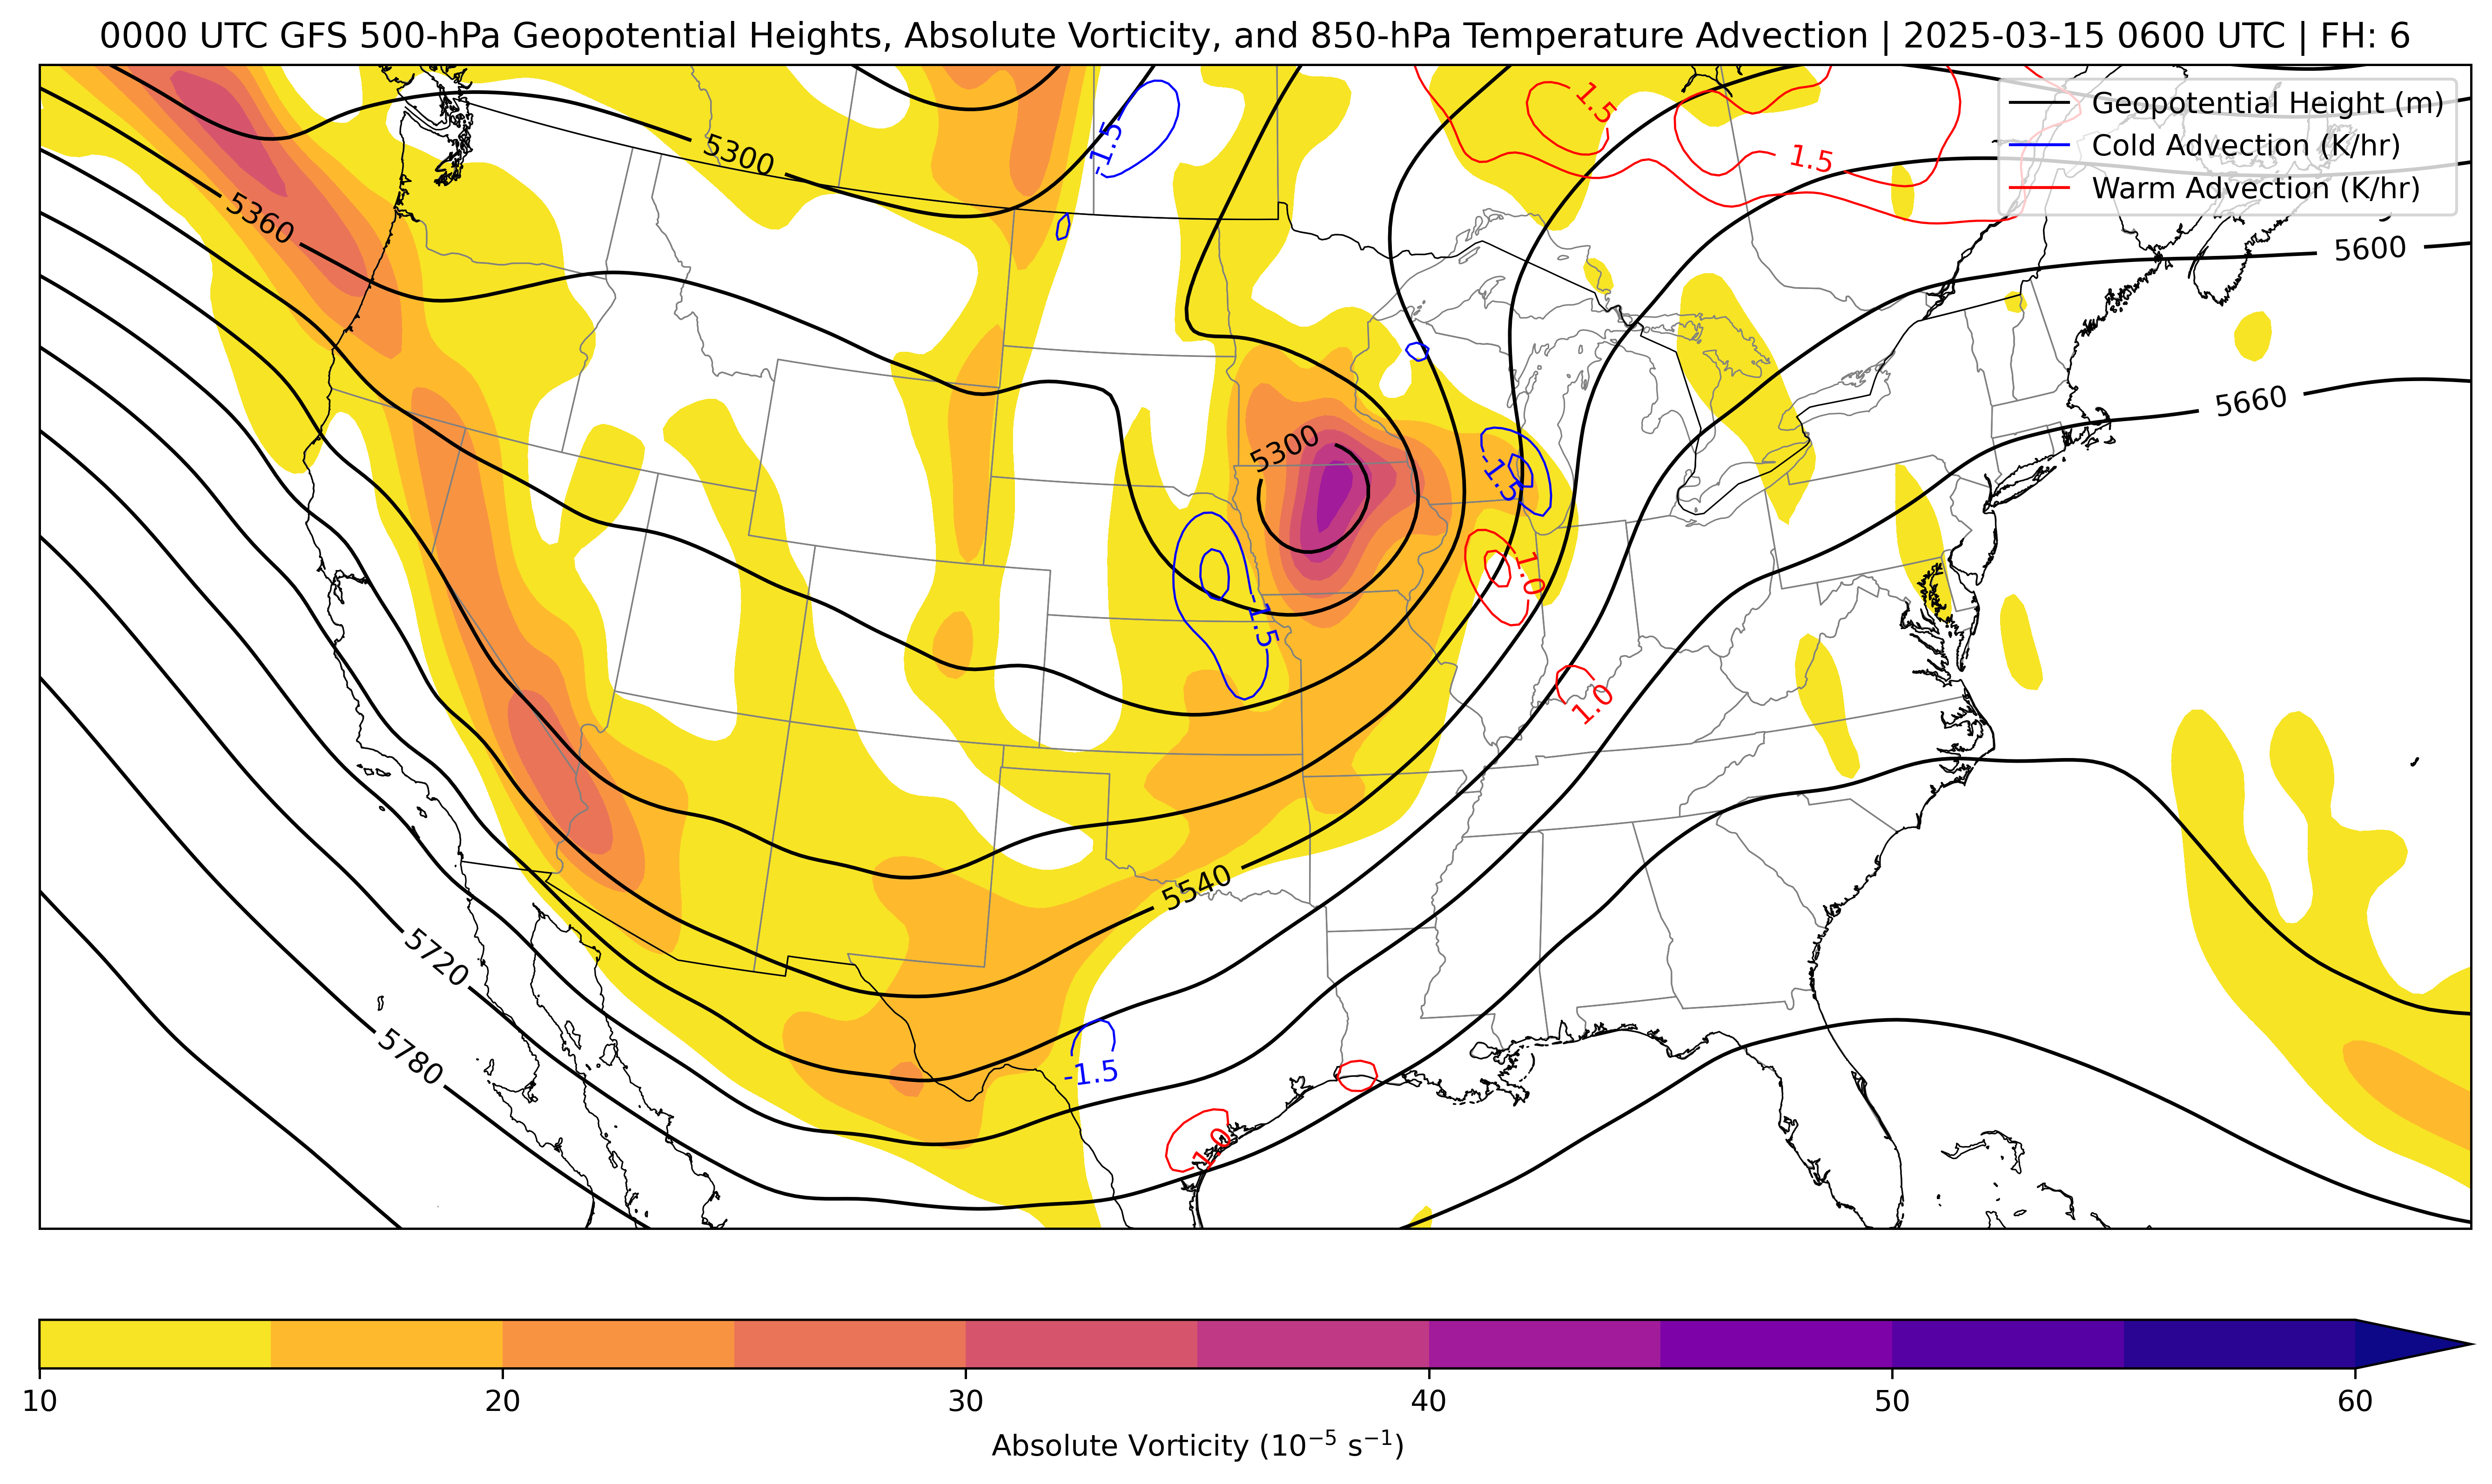 0000 UTC GFS 500-hPa Geopotential Heights, Absolute Vorticity, and 850-hPa Temperature Advection | 2025-03-15 0600 UTC | FH: 6
Geopotential Height (m)
Cold Advection (K/hr)
Warm Advection (K/hr)
1.5
-1.5
5300
1.5
5360
5600
5660
5300
-1.5
1.0
-1.5
1.0
5540
5720
5780
-1.5
1.0
10 20 30 40 50 60
Absolute Vorticity (10⁻⁵ s⁻¹)